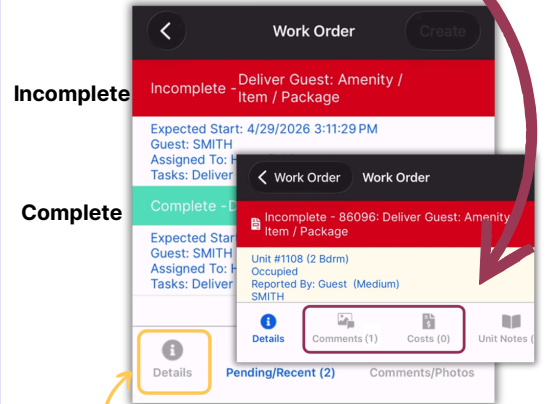 Work Order
Create
Incomplete
Incomplete - Deliver Guest: Amenity /
Item / Package
Expected Start: 4/29/2026 3:11:29 PM
Guest: SMITH
Assigned To:
Tasks: Deliver
Complete
Complete -
Expected
Guest: SMITH
Assigned To:
Tasks: Deliver
Work Order
Work Order
Incomplete - 86096: Deliver Guest: Amenity
Item / Package
Unit #1108 (2 Bdrm)
Occupied
Reported By: Guest (Medium)
SMITH
Details
Comments (1)
Costs (0)
Unit Notes
Details
Pending/Recent (2)
Comments/Photos